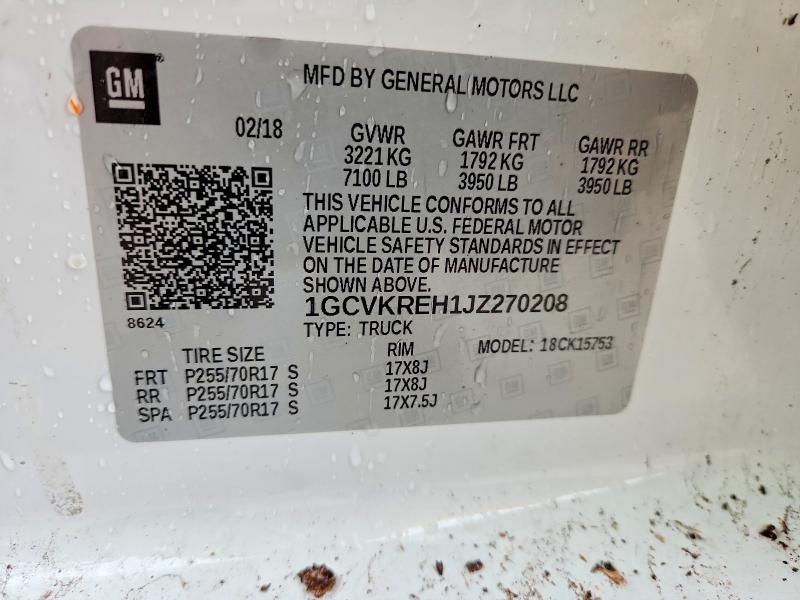 GM
MFD BY GENERAL MOTORS LLC
02/18 GVWR GAWR FRT GAWR RR
3221 KG 1792 KG 1792 KG
7100 LB 3950 LB 3950 LB
THIS VEHICLE CONFORMS TO ALL
APPLICABLE U.S. FEDERAL MOTOR
VEHICLE SAFETY STANDARDS IN EFFECT
ON THE DATE OF MANUFACTURE
SHOWN ABOVE.
8624
1GCVKREH1JZ270208
TYPE: TRUCK MODEL: 18CK15753
TIRE SIZE RIM
FRT P255/70R17 S 17X8J
RR P255/70R17 S 17X8J
SPA P255/70R17 S 17X7.5J